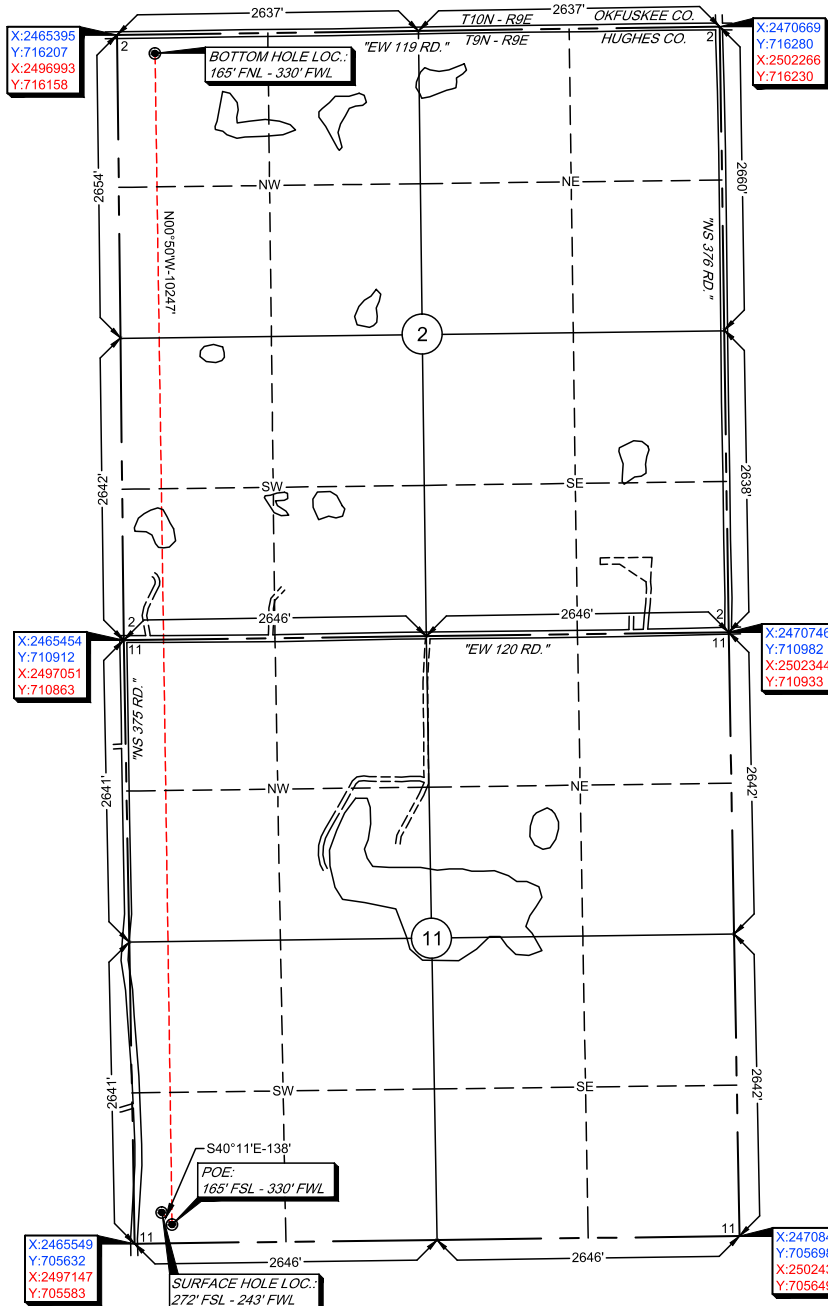 2637'
2637'
T10N - R9E
OKFUSKEE CO.
T9N - R9E
HUGHES CO.
"EW 119 RD."
X:2465395
Y:716207
X:2496993
Y:716158
X:2470669
Y:716280
X:2502266
Y:716230
2
2
BOTTOM HOLE LOC.:
165' FNL - 330' FWL
2654'
NW
NE
2660'
N00°50'W-10247'
"NS 376 RD."
2
2642'
SW
SE
2638'
2
2646'
2646'
2
11
"EW 120 RD."
11
X:2465454
Y:710912
X:2497051
Y:710863
X:2470746
Y:710982
X:2502344
Y:710933
"NS 375 RD."
2641'
NW
NE
2642'
11
2641'
SW
SE
2642'
S40°11'E-138'
POE:
165' FSL - 330' FWL
11
11
X:2465549
Y:705632
X:2497147
Y:705583
2646'
2646'
X:247084
Y:705698
X:250243
Y:705649
SURFACE HOLE LOC.:
272' FSL - 243' FWL